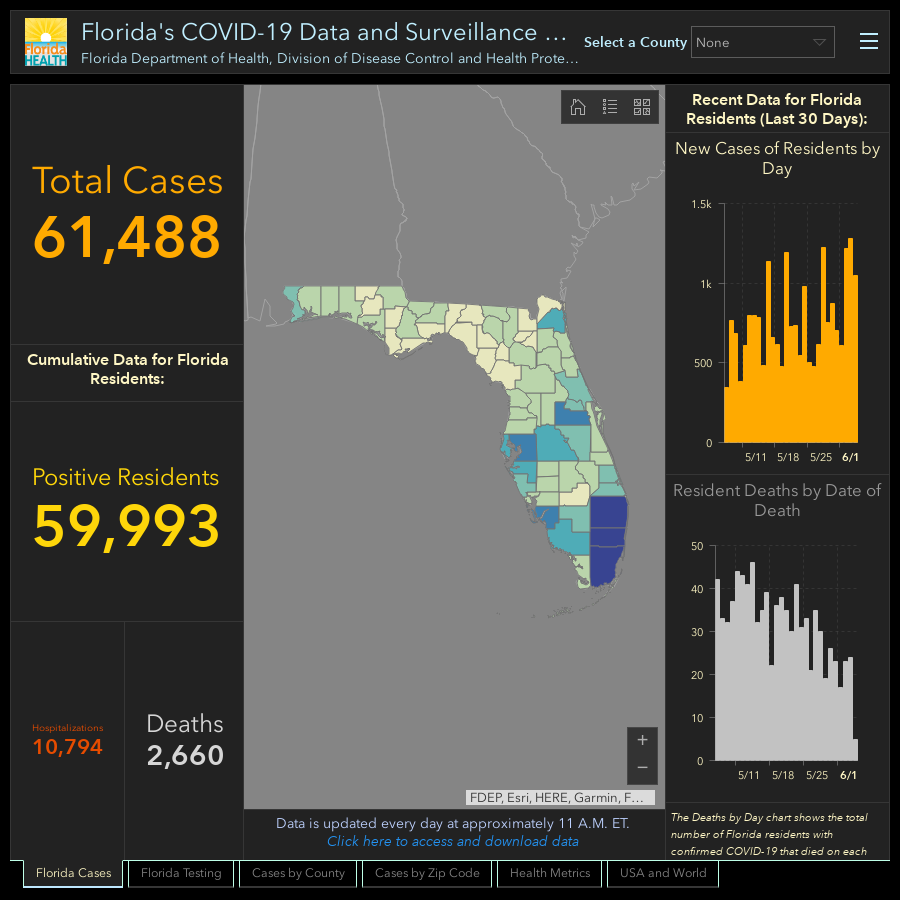 Florida
HEALTH
Florida's COVID-19 Data and Surveillance ...
Florida Department of Health, Division of Disease Control and Health Prote...
Select a County
None
Total Cases
61,488
Cumulative Data for Florida
Residents:
Positive Residents
59,993
Hospitalizations
10,794
Deaths
2,660
FDEP, Esri, HERE, Garmin, F...
Data is updated every day at approximately 11 A.M. ET.
Click here to access and download data
Recent Data for Florida
Residents (Last 30 Days):
New Cases of Residents by
Day
1.5k
1k
500
0
5/11 5/18 5/25 6/1
Resident Deaths by Date of
Death
50
40
30
20
10
0
5/11 5/18 5/25 6/1
The Deaths by Day chart shows the total
number of Florida residents with
confirmed COVID-19 that died on each
Florida Cases
Florida Testing
Cases by County
Cases by Zip Code
Health Metrics
USA and World